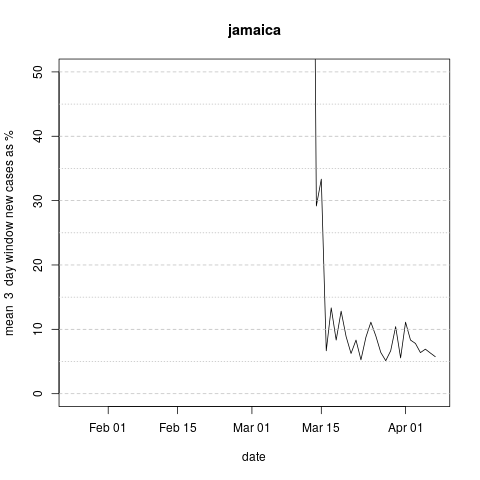 jamaica
mean 3 day window new cases as %
50
40
30
20
10
0
Feb 01
Feb 15
Mar 01
Mar 15
Apr 01
date